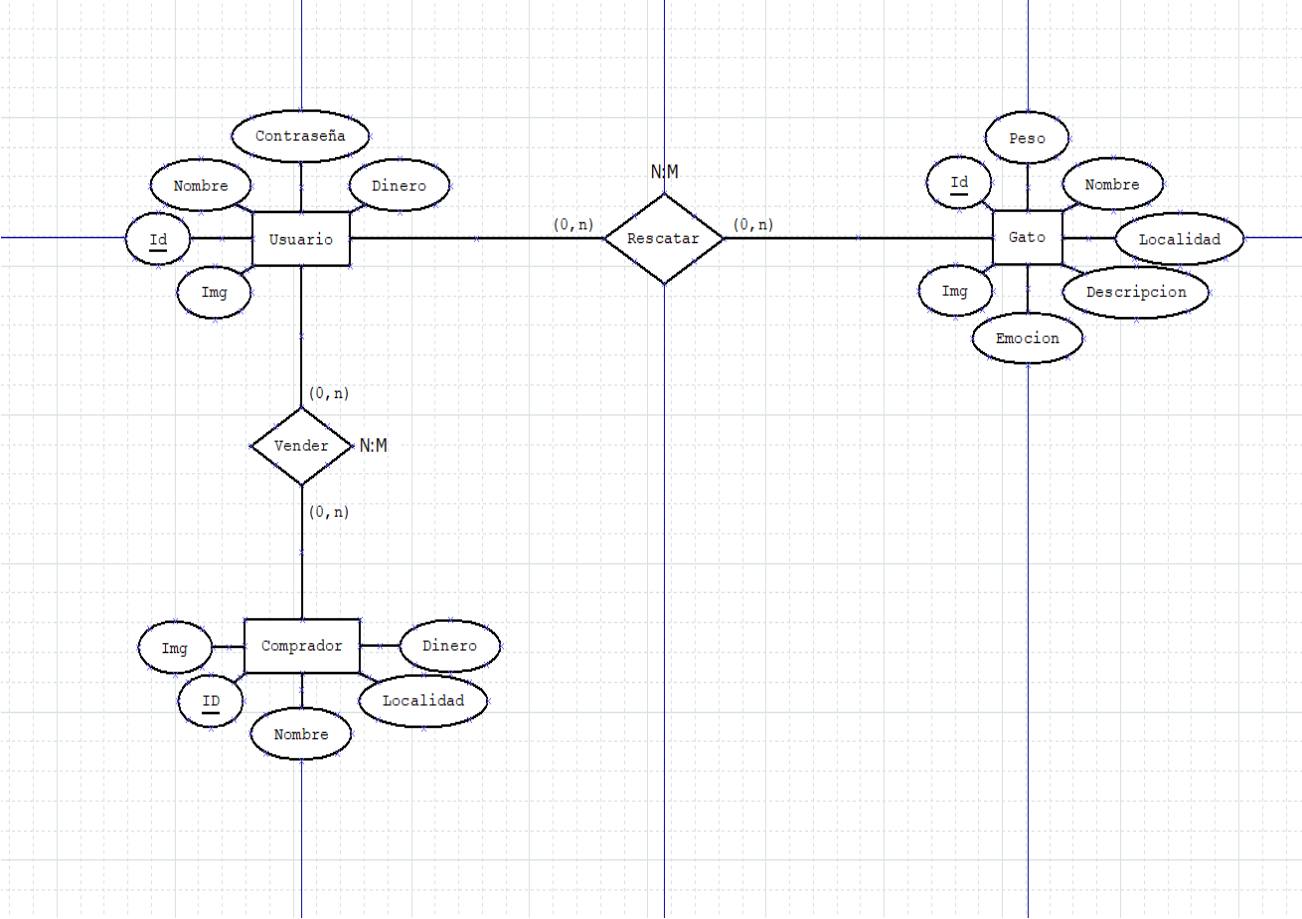 Contraseña
Nombre
Dinero
Id
Usuario
Img
N:M
(0,n)
Rescatar
(0,n)
Peso
Id
Nombre
Gato
Localidad
Img
Descripcion
Emocion
(0,n)
Vender
N:M
(0,n)
Img
Comprador
Dinero
ID
Localidad
Nombre